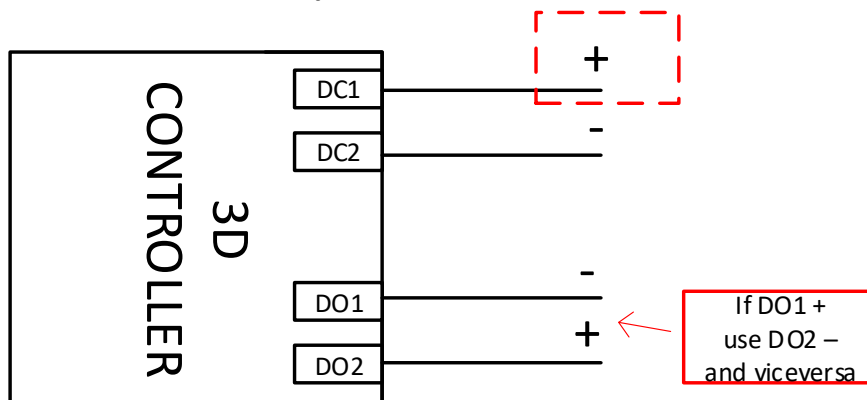 3D
CONTROLLER
DC1
+
DC2
-
DO1
-
DO2
+
If DO1 +
use DO2 –
and viceversa